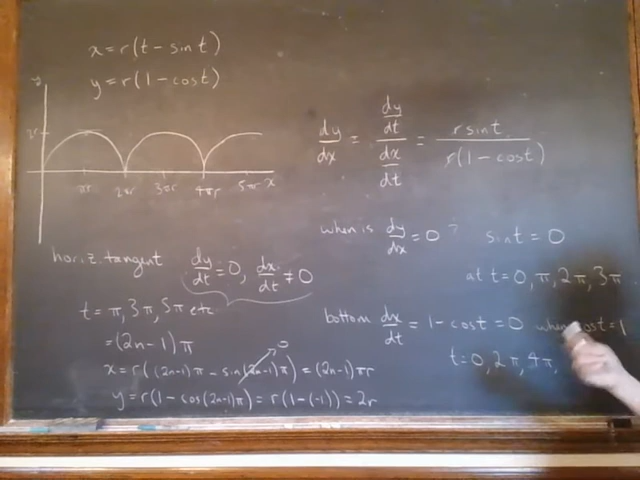 x = r(t − sin t)
y = r(1 − cos t)
y
2r
πr 2πr 3πr 4πr 5πr x
dy/dx = (dy/dt)/(dx/dt) = r sin t / r(1 − cos t)
when is dy/dx = 0 ? sin t = 0
at t = 0, π, 2π, 3π
horiz. tangent dy/dt = 0, dx/dt ≠ 0
t = π, 3π, 5π etc
= (2n−1)π
x = r((2n−1)π − sin(2n−1)π) = (2n−1)πr
0
y = r(1 − cos(2n−1)π) = r(1 − (−1)) = 2r
bottom dx/dt = 1 − cos t = 0 when cos t = 1
t = 0, 2π, 4π,